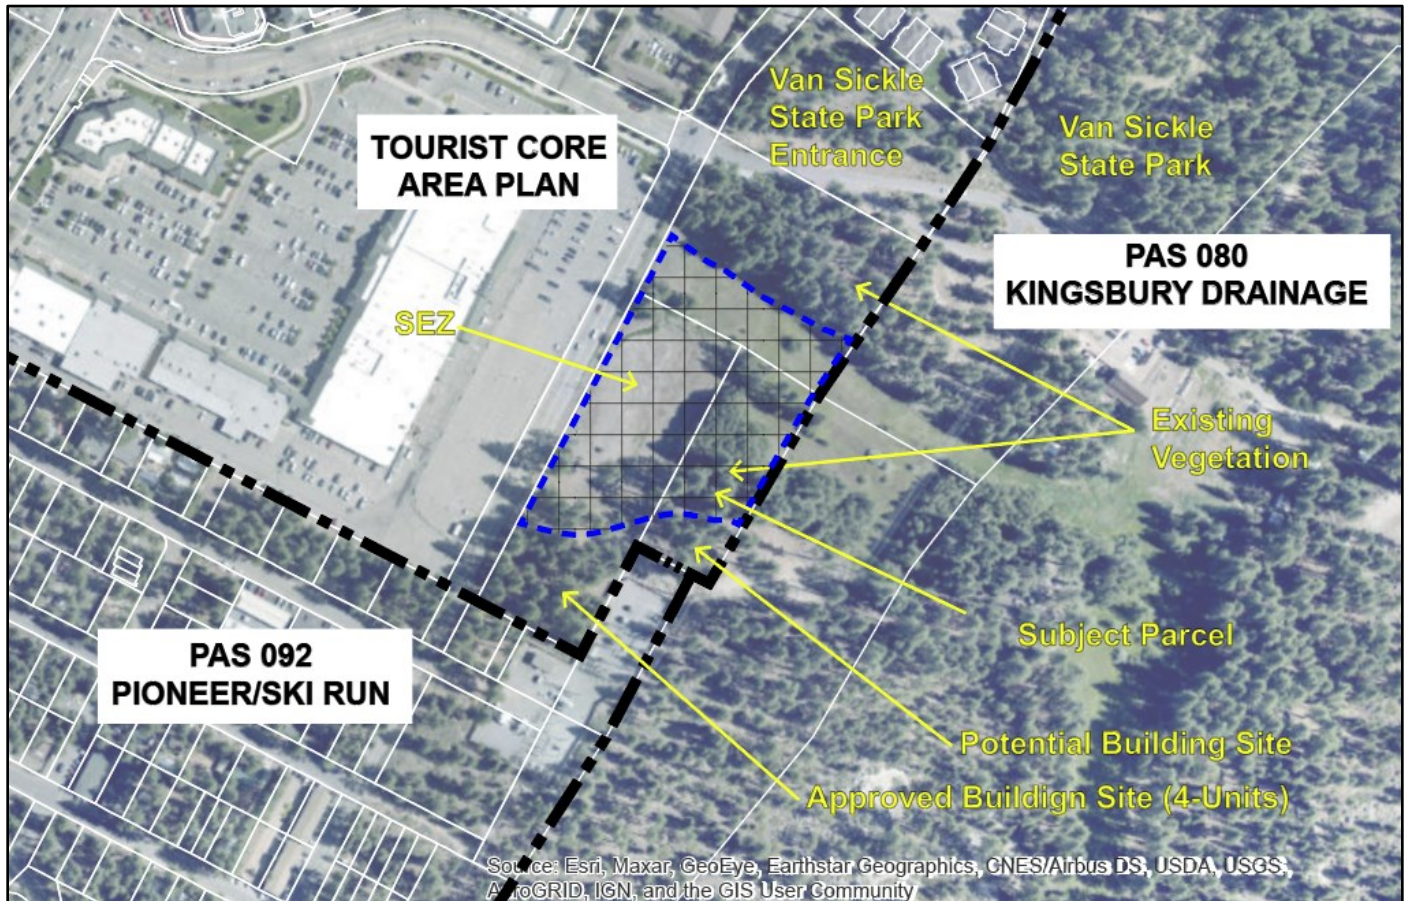 Van Sickle
State Park
Entrance
Van Sickle
State Park
TOURIST CORE
AREA PLAN
PAS 080
KINGSBURY DRAINAGE
SEZ
Existing
Vegetation
Subject Parcel
PAS 092
PIONEER/SKI RUN
Potential Building Site
Approved Buildign Site (4-Units)
Source: Esri, Maxar, GeoEye, Earthstar Geographics, CNES/Airbus DS, USDA, USGS,
AeroGRID, IGN, and the GIS User Community